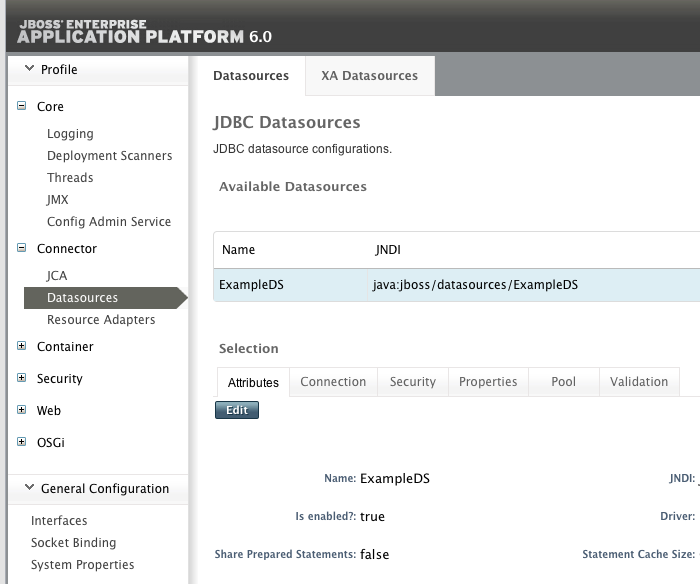 JBOSS' ENTERPRISE
APPLICATION PLATFORM 6.0
Profile
Core
Logging
Deployment Scanners
Threads
JMX
Config Admin Service
Connector
JCA
Datasources
Resource Adapters
Container
Security
Web
OSGi
General Configuration
Interfaces
Socket Binding
System Properties
Datasources XA Datasources
JDBC Datasources
JDBC datasource configurations.
Available Datasources
Name JNDI
ExampleDS java:jboss/datasources/ExampleDS
Selection
Attributes Connection Security Properties Pool Validation
Edit
Name: ExampleDS JNDI:
Is enabled?: true Driver:
Share Prepared Statements: false Statement Cache Size: